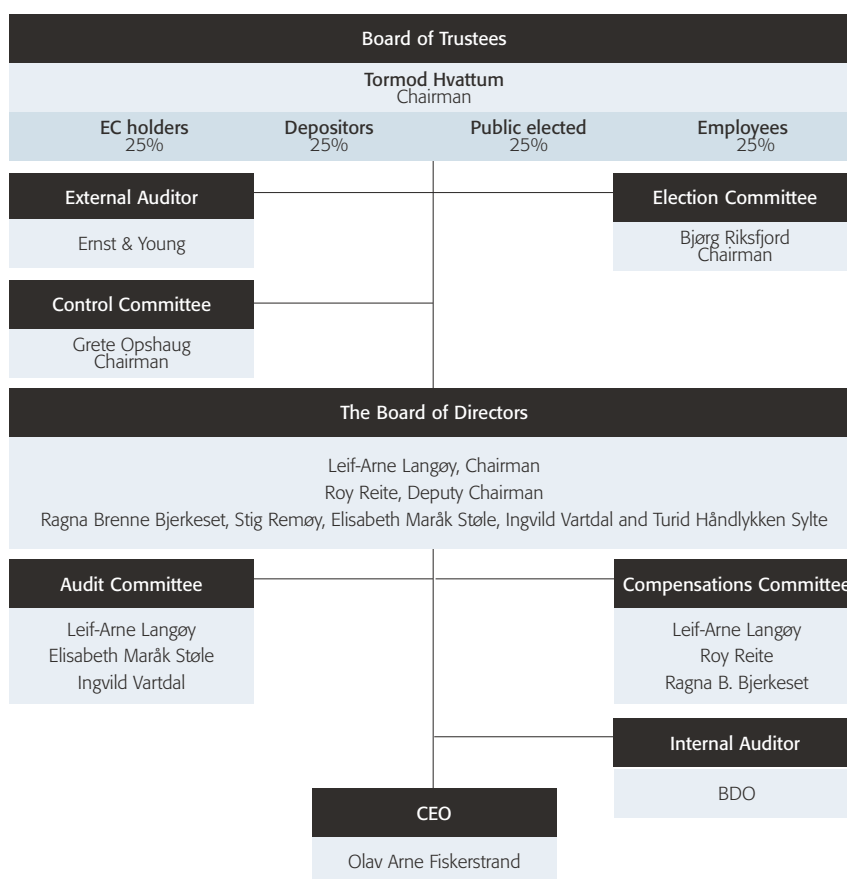 Board of Trustees
Tormod Hvattum
Chairman
EC holders Depositors Public elected Employees
25% 25% 25% 25%
External Auditor
Ernst & Young
Election Committee
Bjørg Riksfjord
Chairman
Control Committee
Grete Opshaug
Chairman
The Board of Directors
Leif-Arne Langøy, Chairman
Roy Reite, Deputy Chairman
Ragna Brenne Bjerkeset, Stig Remøy, Elisabeth Maråk Støle, Ingvild Vartdal and Turid Håndlykken Sylte
Audit Committee
Leif-Arne Langøy
Elisabeth Maråk Støle
Ingvild Vartdal
Compensations Committee
Leif-Arne Langøy
Roy Reite
Ragna B. Bjerkeset
Internal Auditor
BDO
CEO
Olav Arne Fiskerstrand